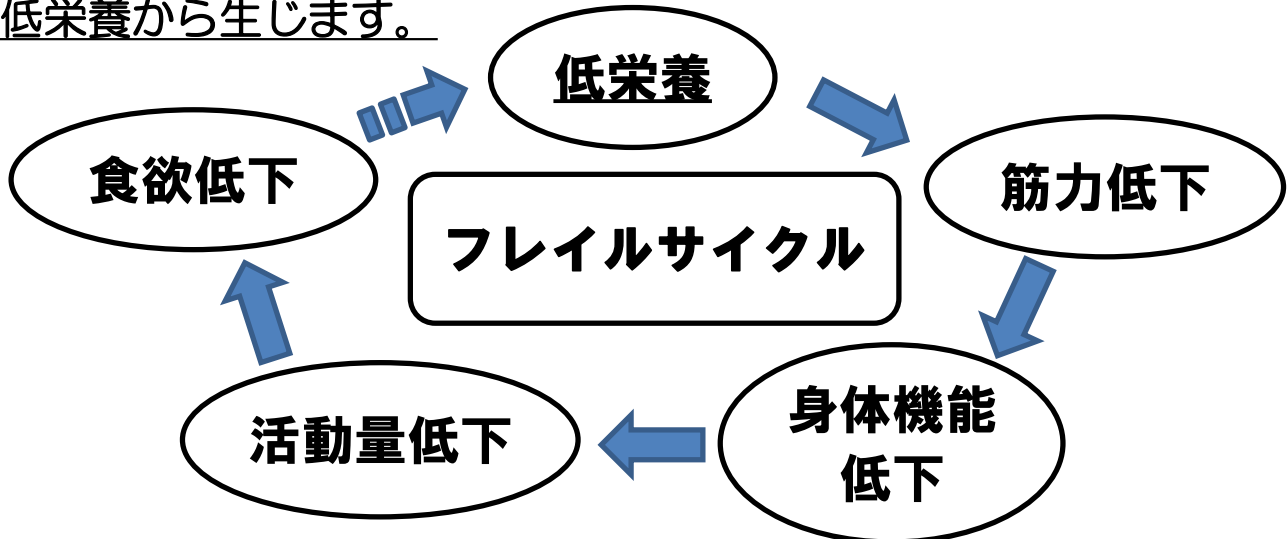 低栄養から生じます。
低栄養
食欲低下
筋力低下
フレイルサイクル
活動量低下
身体機能
低下